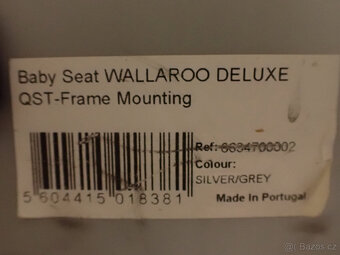 Baby Seat WALLAROO DELUXE
QST-Frame Mounting
Ref: 6634700002
Colour:
SILVER/GREY
5 604415 018381
Made In Portugal
Bazoš.cz